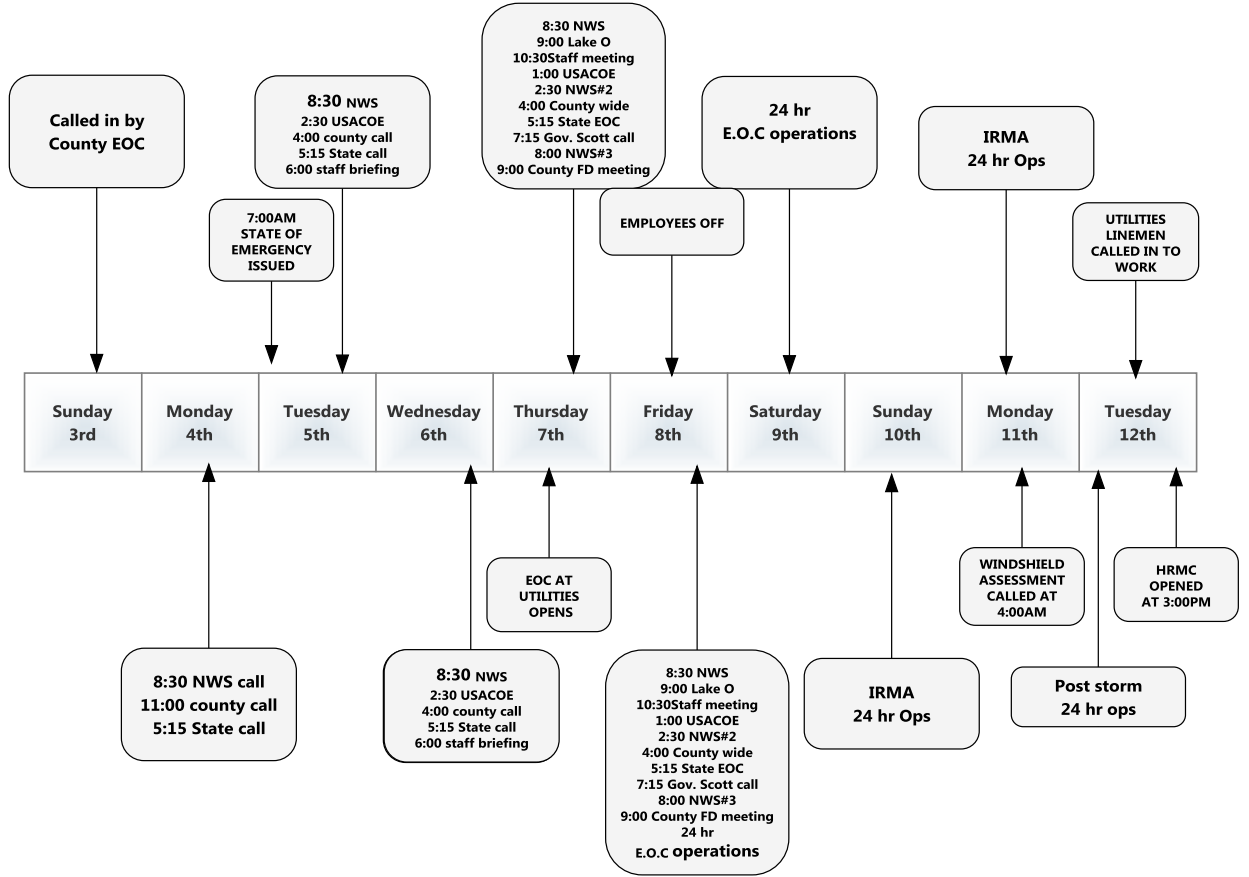 Called in by
County EOC
8:30 NWS
2:30 USACOE
4:00 county call
5:15 State call
6:00 staff briefing
8:30 NWS
9:00 Lake O
10:30Staff meeting
1:00 USACOE
2:30 NWS#2
4:00 County wide
5:15 State EOC
7:15 Gov. Scott call
8:00 NWS#3
9:00 County FD meeting
24 hr
E.O.C operations
IRMA
24 hr Ops
7:00AM
STATE OF
EMERGENCY
ISSUED
EMPLOYEES OFF
UTILITIES
LINEMEN
CALLED IN TO
WORK
Sunday
3rd
Monday
4th
Tuesday
5th
Wednesday
6th
Thursday
7th
Friday
8th
Saturday
9th
Sunday
10th
Monday
11th
Tuesday
12th
EOC AT
UTILITIES
OPENS
WINDSHIELD
ASSESSMENT
CALLED AT
4:00AM
HRMC
OPENED
AT 3:00PM
8:30 NWS call
11:00 county call
5:15 State call
8:30 NWS
2:30 USACOE
4:00 county call
5:15 State call
6:00 staff briefing
8:30 NWS
9:00 Lake O
10:30Staff meeting
1:00 USACOE
2:30 NWS#2
4:00 County wide
5:15 State EOC
7:15 Gov. Scott call
8:00 NWS#3
9:00 County FD meeting
24 hr
E.O.C operations
IRMA
24 hr Ops
Post storm
24 hr ops